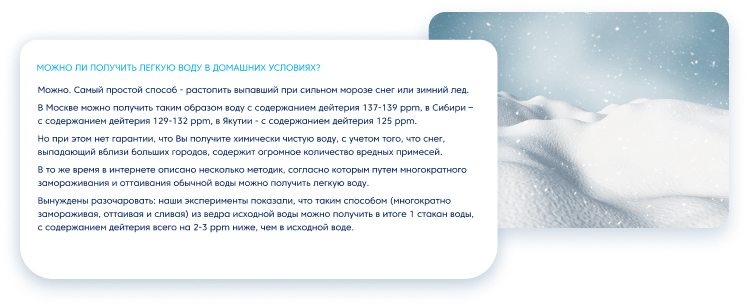 МОЖНО ЛИ ПОЛУЧИТЬ ЛЕГКУЮ ВОДУ В ДОМАШНИХ УСЛОВИЯХ?
Можно. Самый простой способ - растопить выпавший при сильном морозе снег или зимний лед.
В Москве можно получить таким образом воду с содержанием дейтерия 137-139 ppm, в Сибири –
с содержанием дейтерия 129-132 ppm, в Якутии - с содержанием дейтерия 125 ppm.
Но при этом нет гарантии, что Вы получите химически чистую воду, с учетом того, что снег,
выпадающий вблизи больших городов, содержит огромное количество вредных примесей.
В то же время в интернете описано несколько методик, согласно которым путем многократного
замораживания и оттаивания обычной воды можно получить легкую воду.
Вынуждены разочаровать: наши эксперименты показали, что таким способом (многократно
замораживая, оттаивая и сливая) из ведра исходной воды можно получить в итоге 1 стакан воды,
с содержанием дейтерия всего на 2-3 ppm ниже, чем в исходной воде.